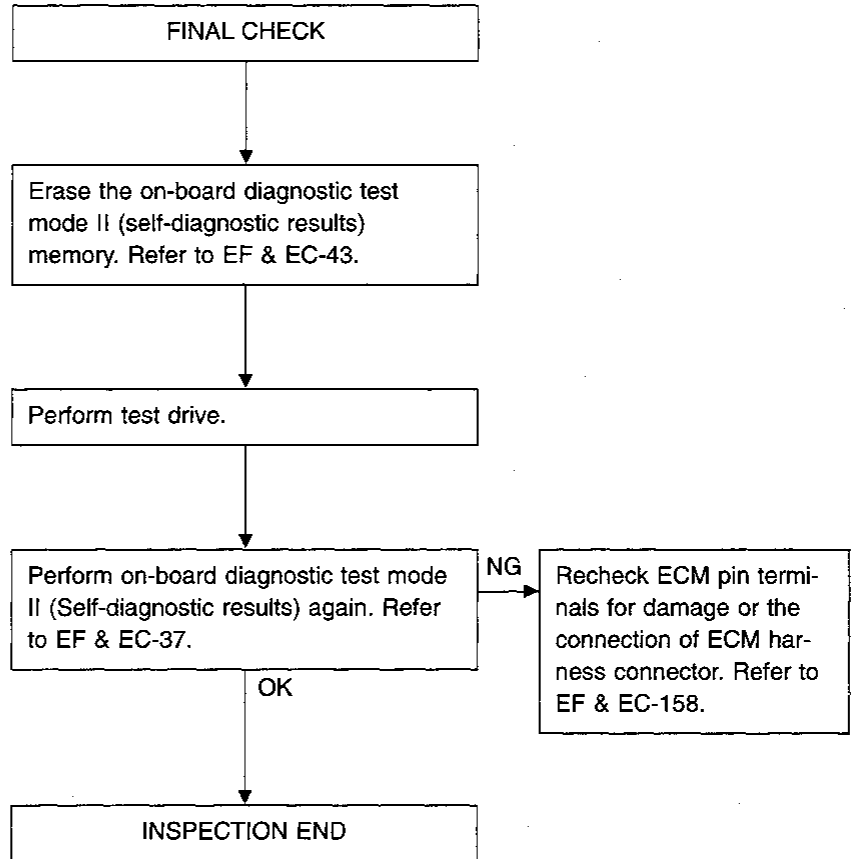 FINAL CHECK
Erase the on-board diagnostic test
mode II (self-diagnostic results)
memory. Refer to EF & EC-43.
Perform test drive.
Perform on-board diagnostic test mode
II (Self-diagnostic results) again. Refer
to EF & EC-37.
NG
Recheck ECM pin termi-
nals for damage or the
connection of ECM har-
ness connector. Refer to
EF & EC-158.
OK
INSPECTION END